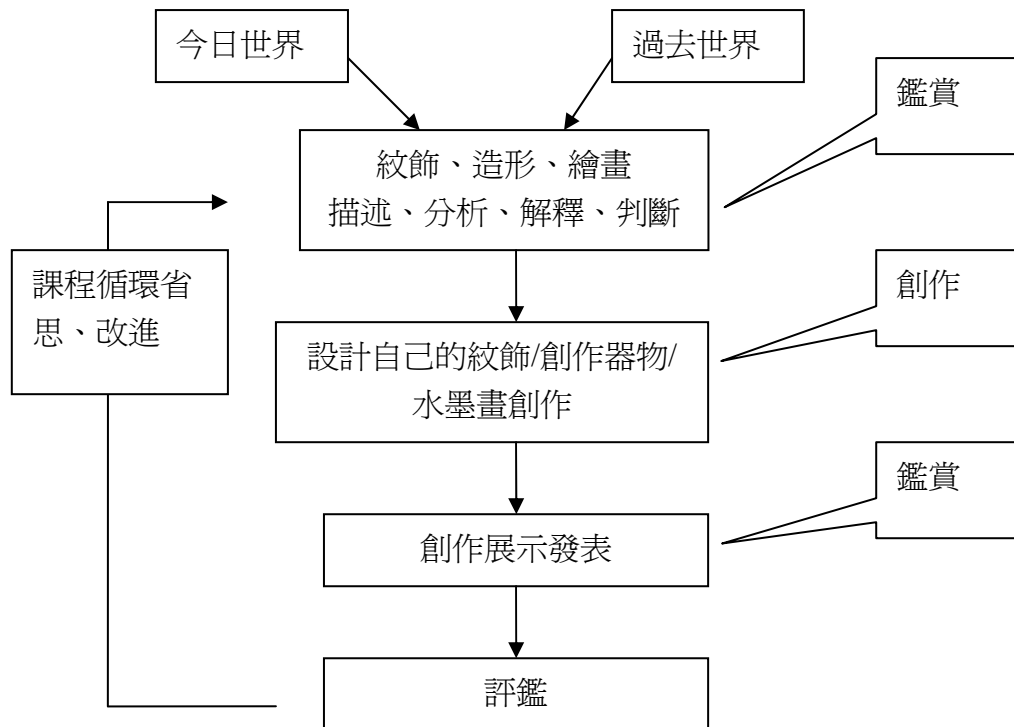 今日世界
過去世界
鑑賞
紋飾、造形、繪畫
描述、分析、解釋、判斷
課程循環省
思、改進
創作
設計自己的紋飾/創作器物/
水墨畫創作
鑑賞
創作展示發表
評鑑